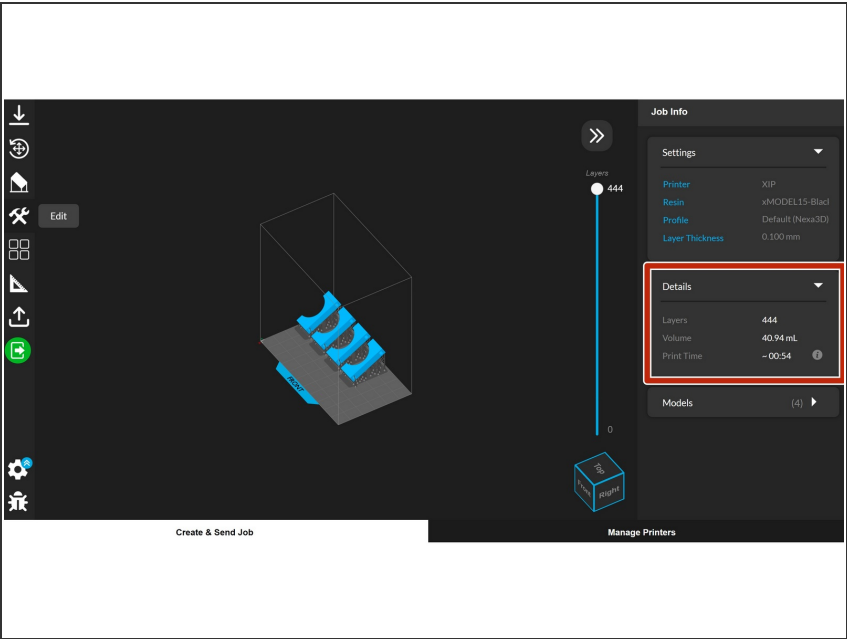 Job Info
Settings
Printer XIP
Resin xMODEL15-Blacl
Profile Default (Nexa3D)
Layer Thickness 0.100 mm
Details
Layers 444
Volume 40.94 mL
Print Time ~ 00:54
Models (4)
Edit
Layers
444
0
FRONT
Top
Front Right
Create & Send Job
Manage Printers